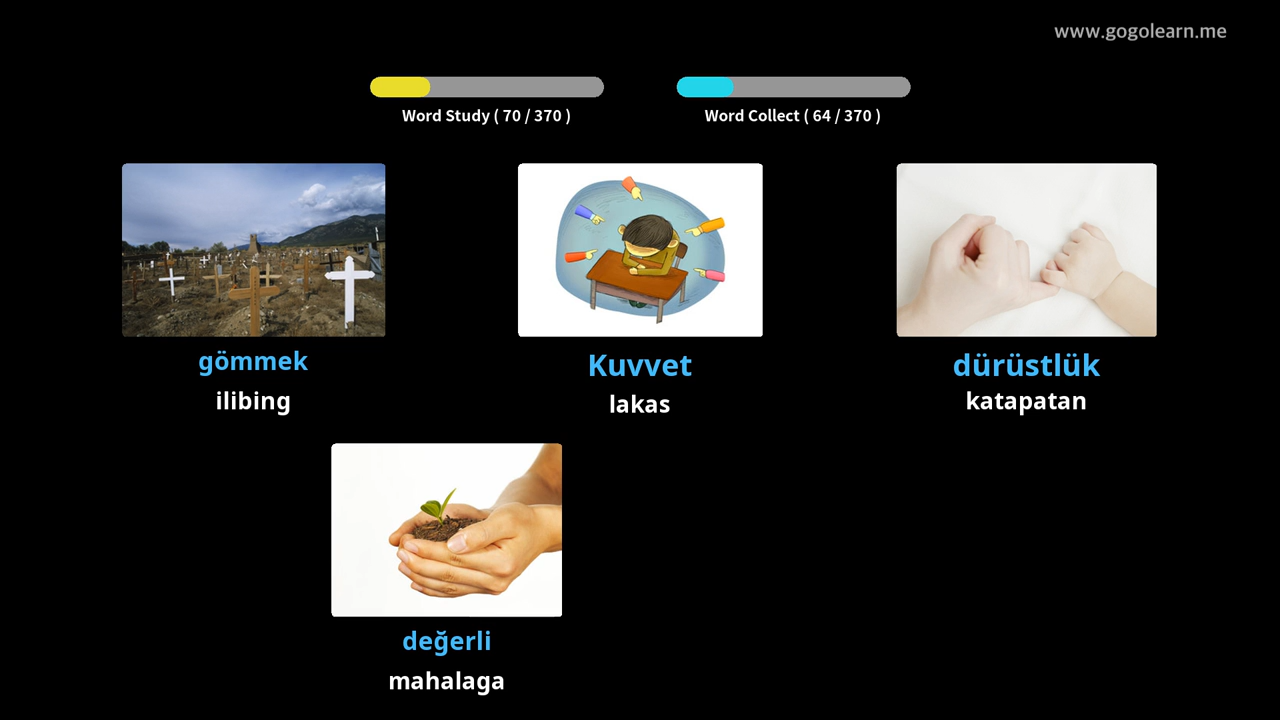 www.gogolearn.me
Word Study ( 70 / 370 )
Word Collect ( 64 / 370 )
gömmek
ilibing
Kuvvet
lakas
dürüstlük
katapatan
değerli
mahalaga